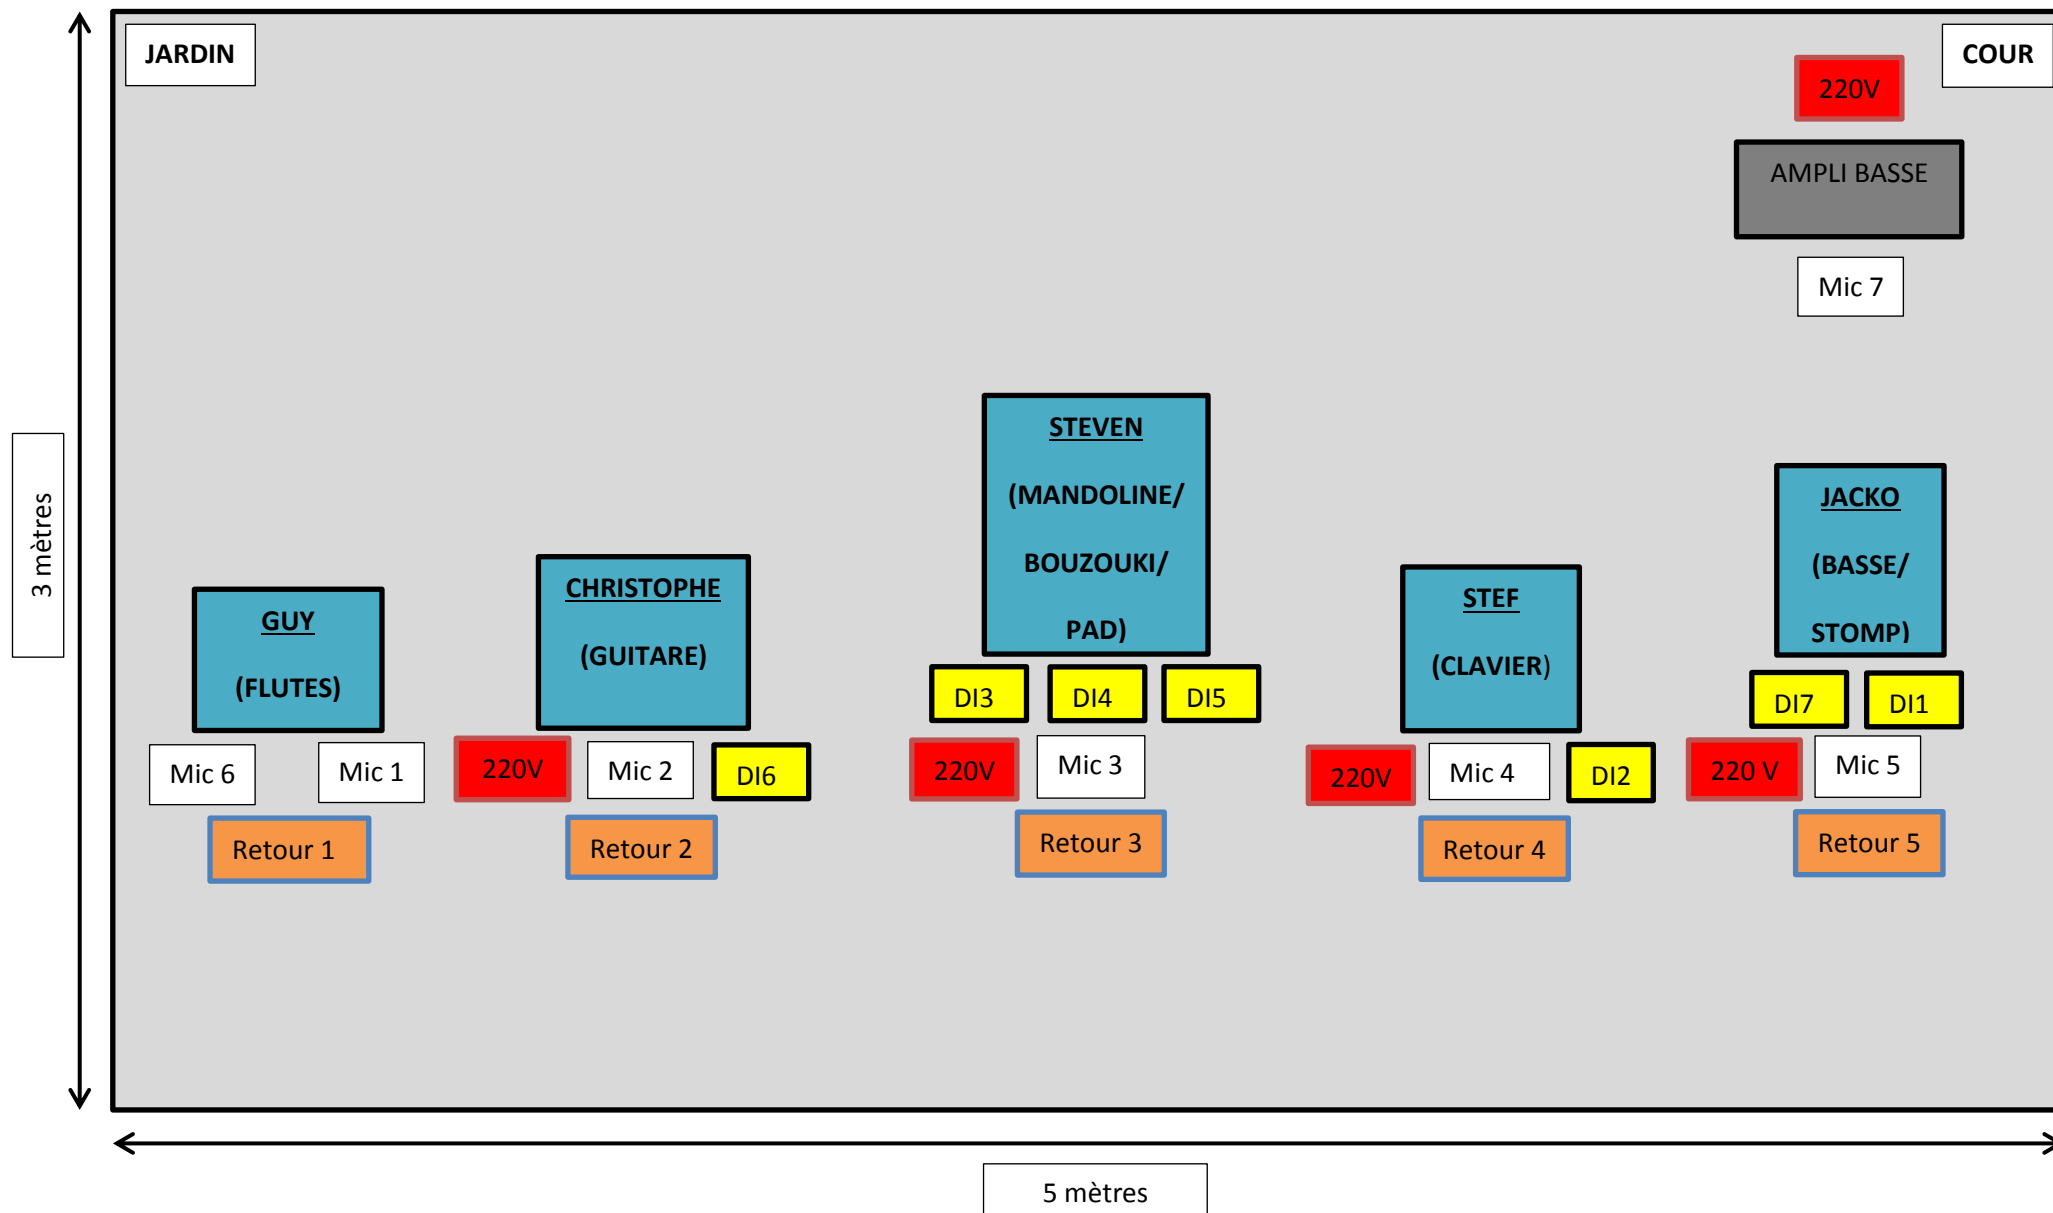 JARDIN
COUR
220V
AMPLI BASSE
Mic 7
3 mètres
GUY
(FLUTES)
Mic 6
Mic 1
Retour 1
CHRISTOPHE
(GUITARE)
220V
Mic 2
DI6
Retour 2
STEVEN
(MANDOLINE/
BOUZOUKI/
PAD)
DI3
DI4
DI5
220V
Mic 3
Retour 3
STEF
(CLAVIER)
220V
Mic 4
DI2
Retour 4
JACKO
(BASSE/
STOMP)
DI7
DI1
220 V
Mic 5
Retour 5
5 mètres